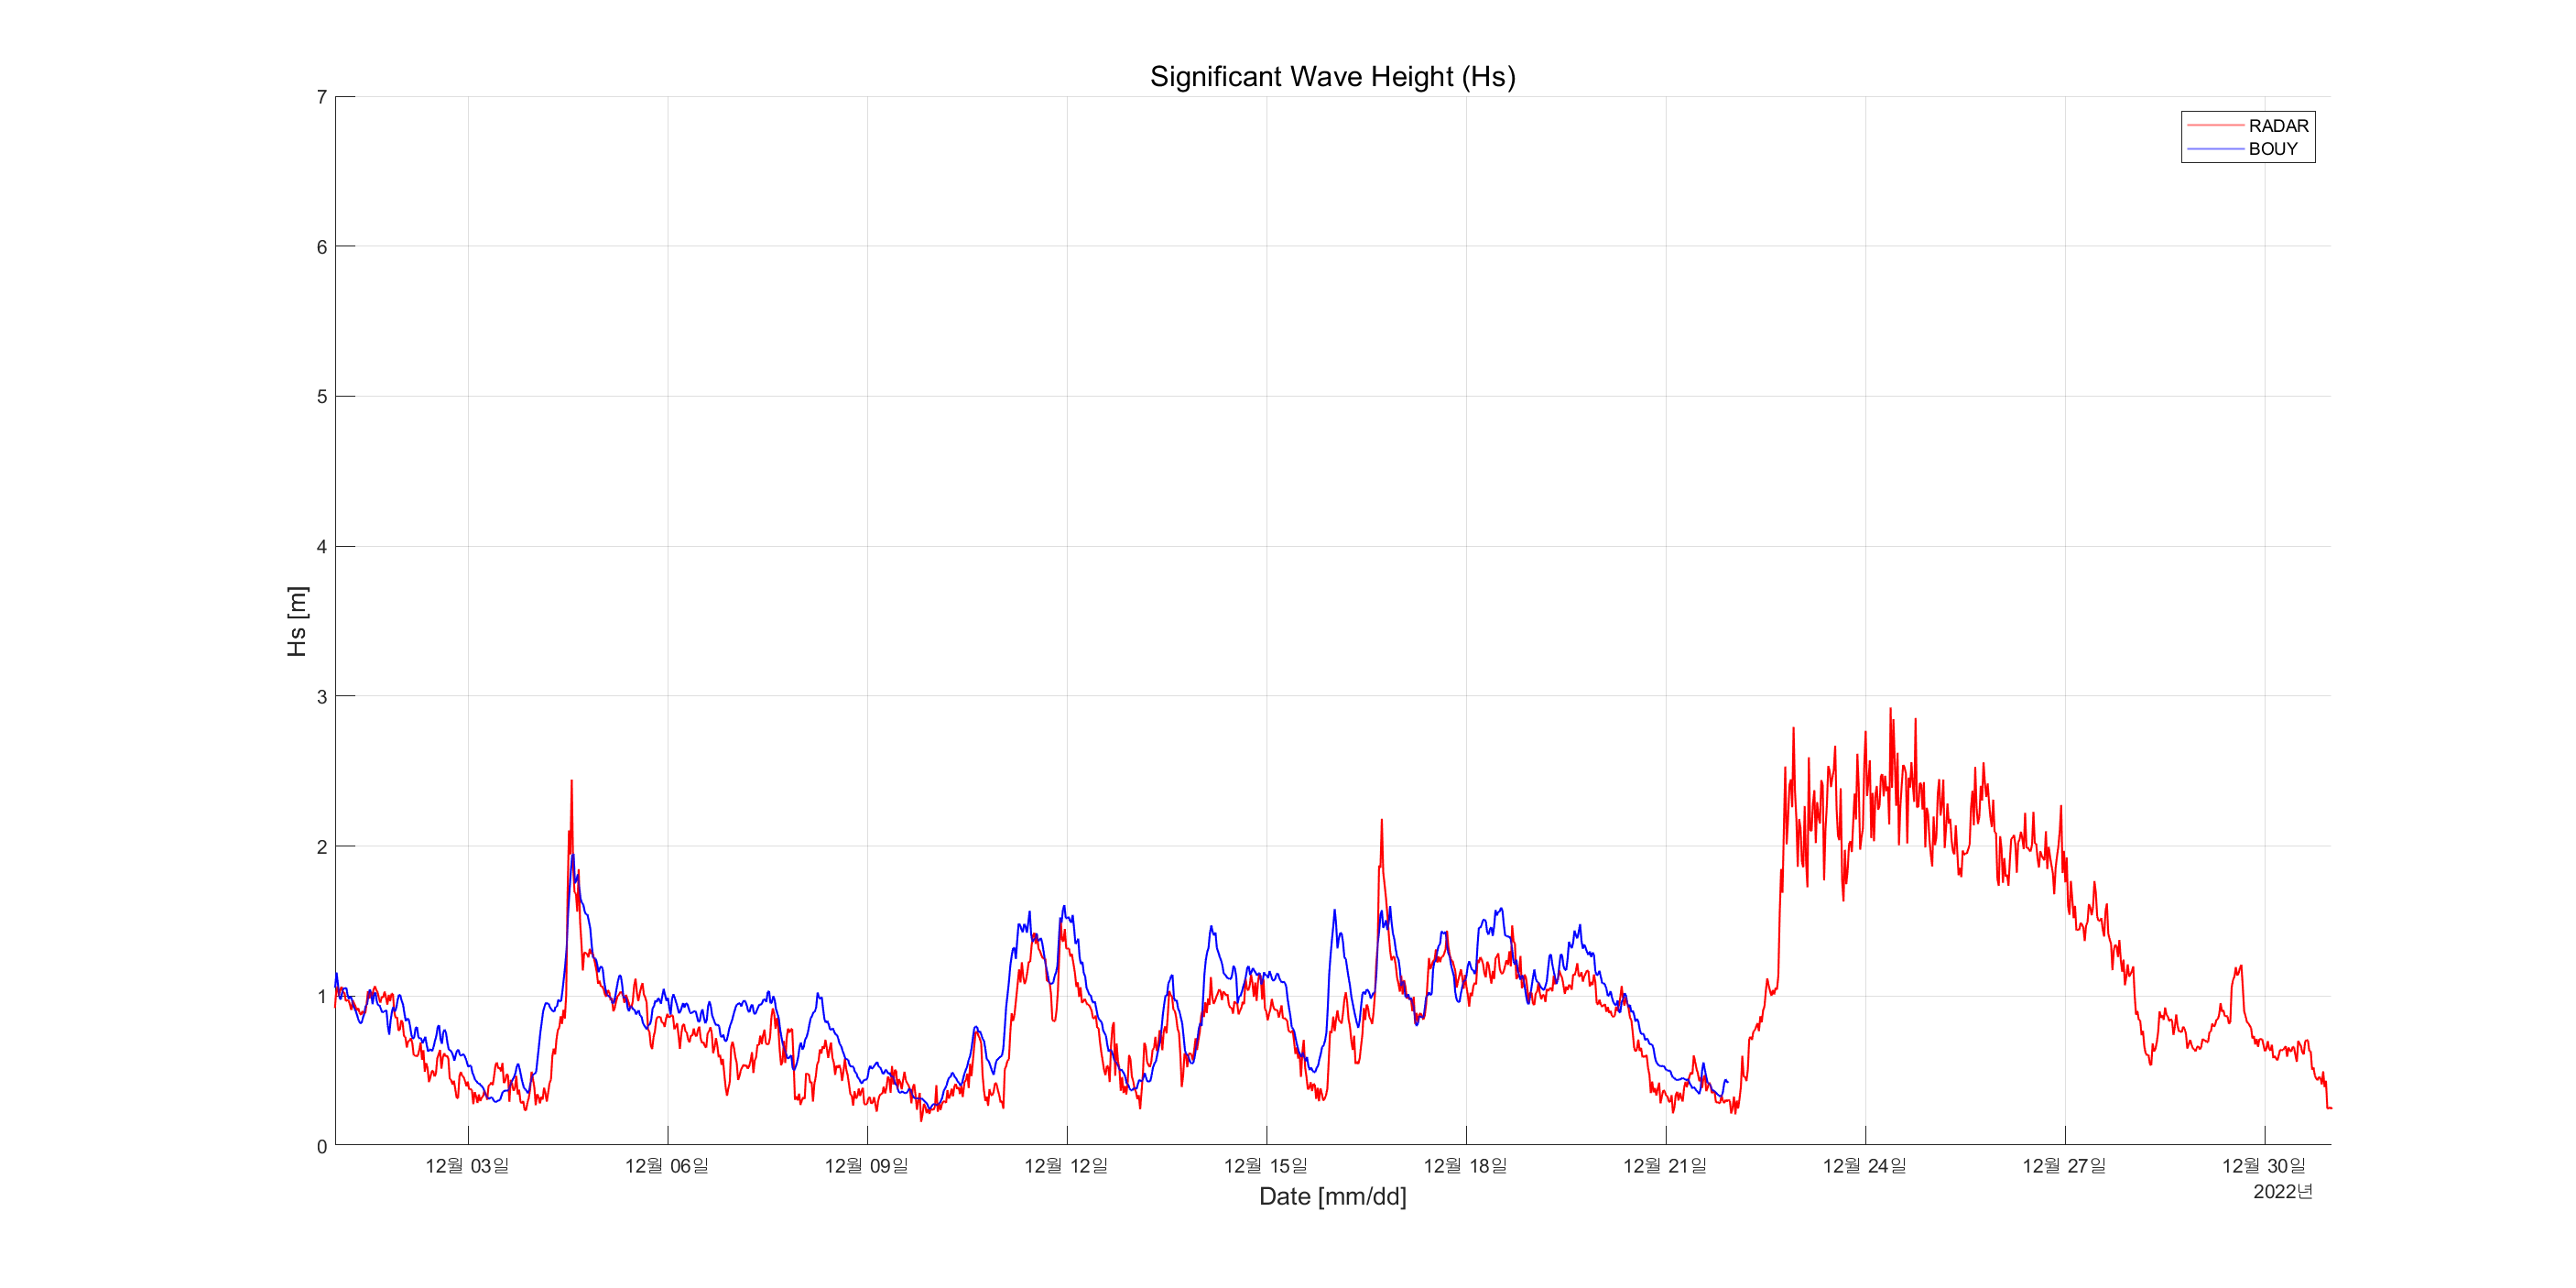 Significant Wave Height (Hs)
RADAR
BOUY
7
6
5
4
3
2
1
0
Hs [m]
12월 03일
12월 06일
12월 09일
12월 12일
12월 15일
12월 18일
12월 21일
12월 24일
12월 27일
12월 30일
2022년
Date [mm/dd]